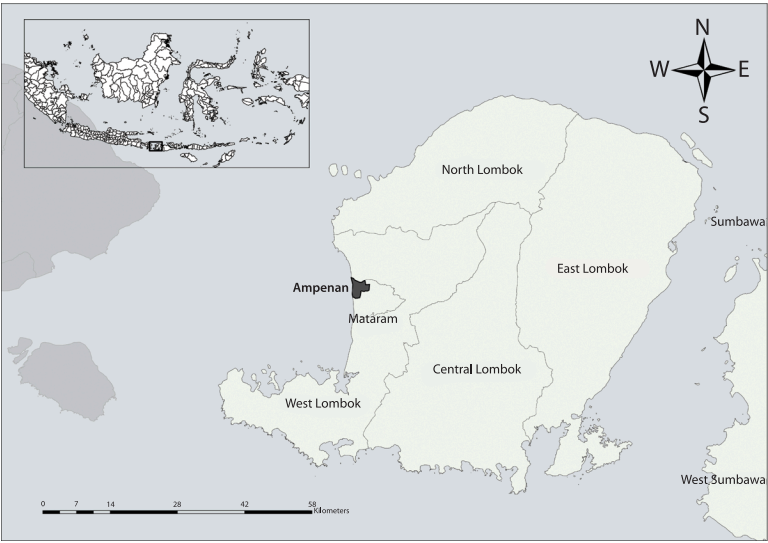 N
W E
S
North Lombok
Sumbawa
East Lombok
Ampenan
Mataram
Central Lombok
West Lombok
West Sumbawa
0 7 14 28 42 58
Kilometers